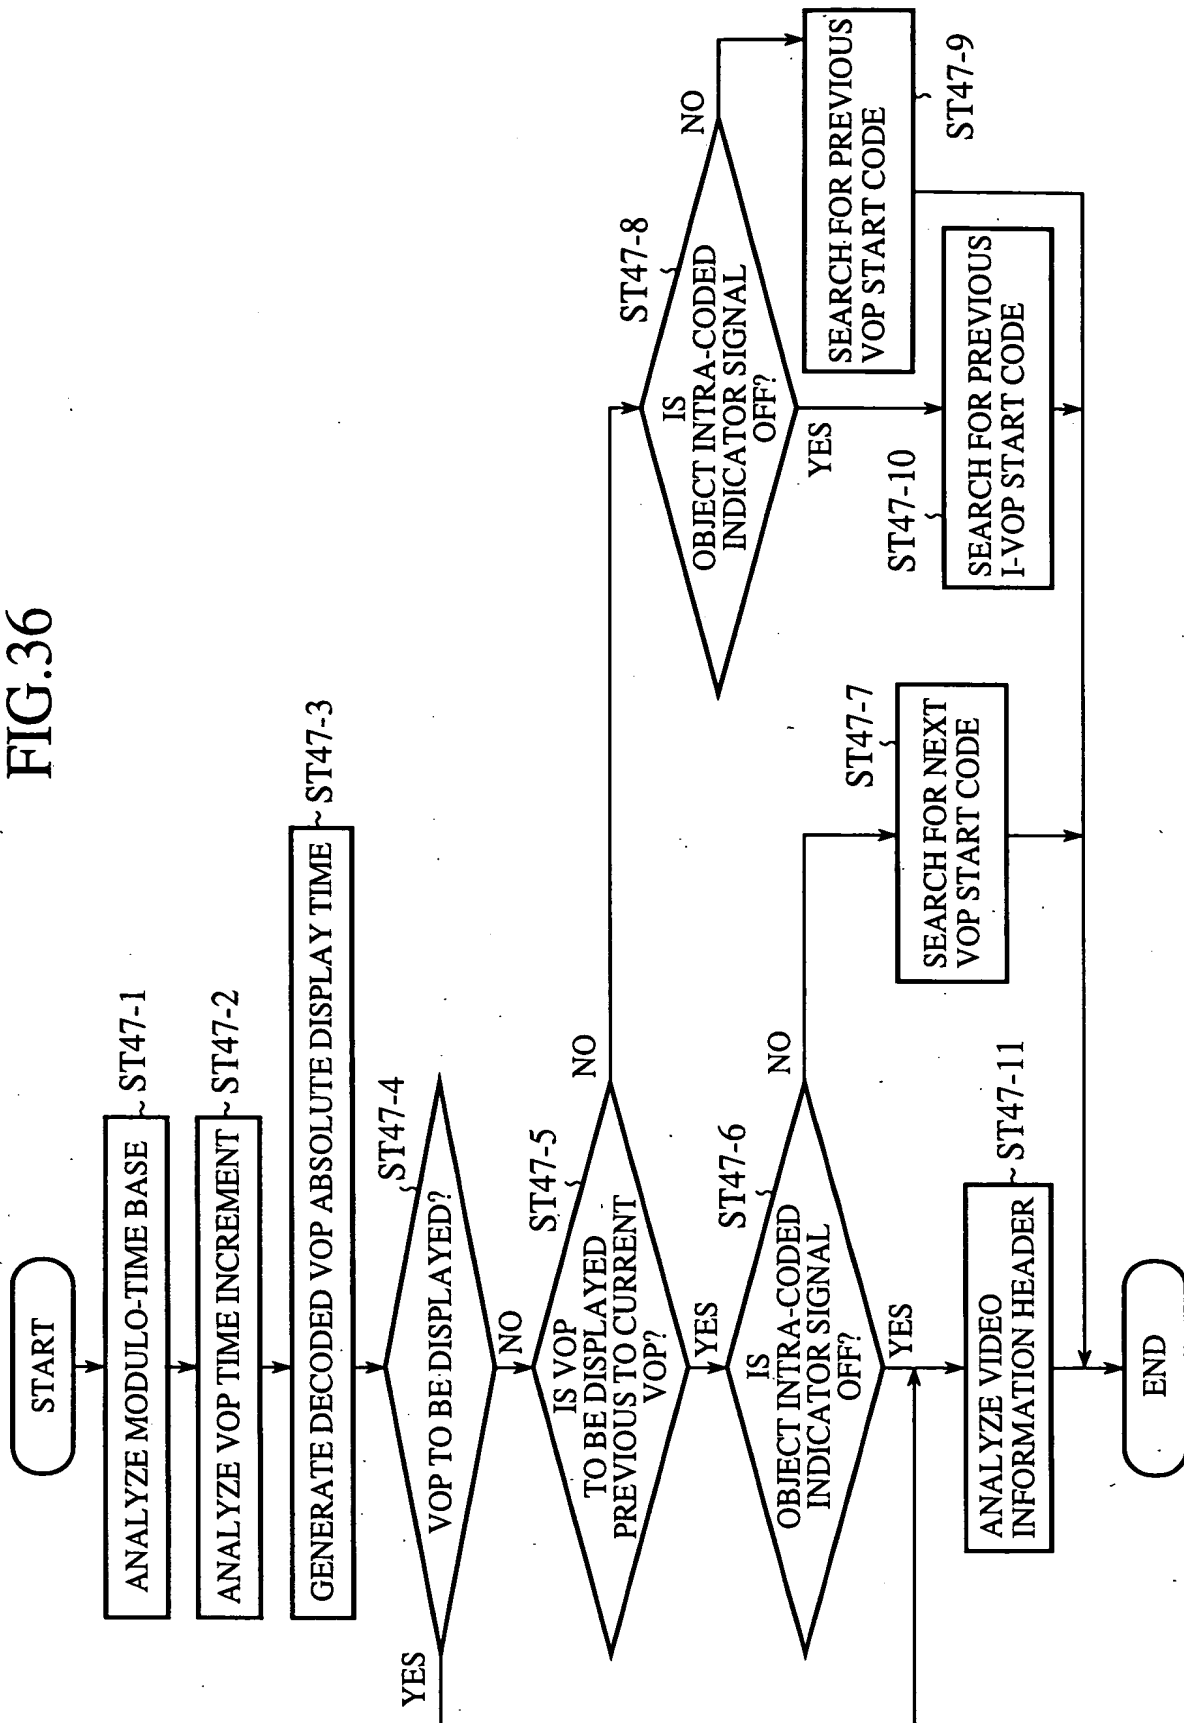 FIG.36
START
ANALYZE MODULO-TIME BASE
ST47-1
ANALYZE VOP TIME INCREMENT
ST47-2
GENERATE DECODED VOP ABSOLUTE DISPLAY TIME
ST47-3
ST47-4
VOP TO BE DISPLAYED?
YES
NO
ST47-5
IS VOP
TO BE DISPLAYED
PREVIOUS TO CURRENT
VOP?
NO
YES
ST47-6
IS
OBJECT INTRA-CODED
INDICATOR SIGNAL
OFF?
NO
YES
ST47-7
SEARCH FOR NEXT
VOP START CODE
ST47-8
IS
OBJECT INTRA-CODED
INDICATOR SIGNAL
OFF?
NO
YES
SEARCH FOR PREVIOUS
VOP START CODE
ST47-9
ST47-10
SEARCH FOR PREVIOUS
I-VOP START CODE
ST47-11
ANALYZE VIDEO
INFORMATION HEADER
END